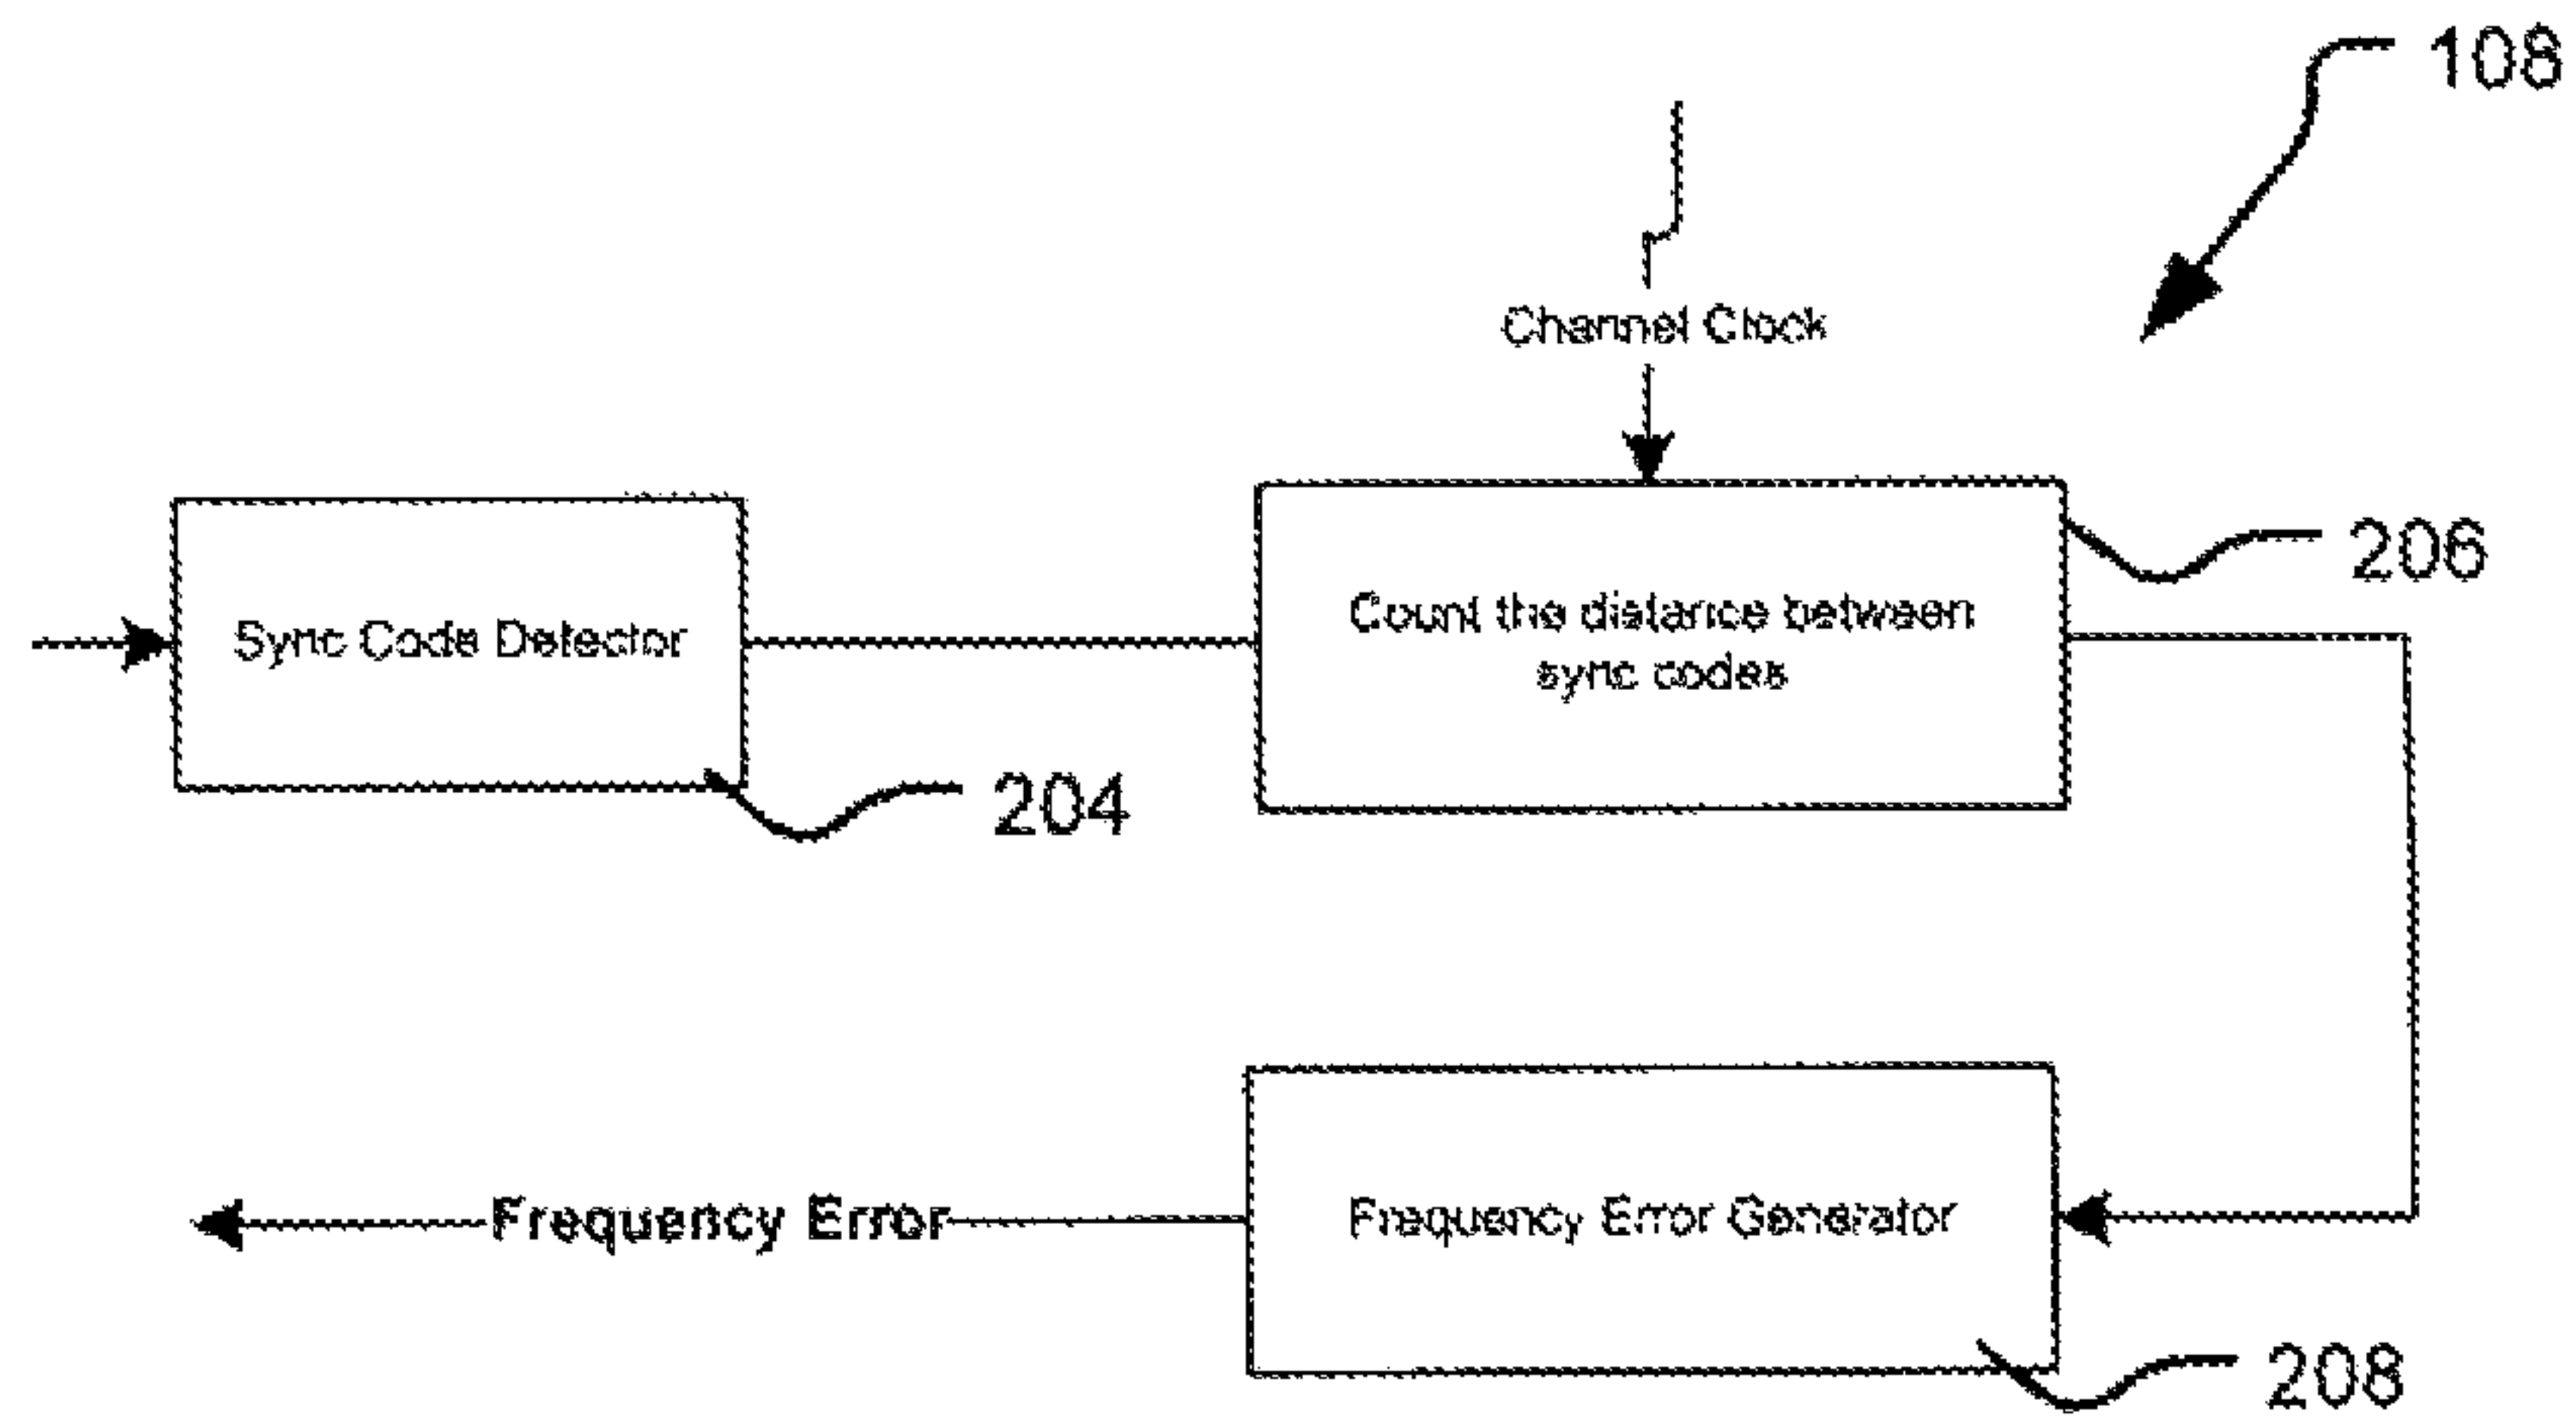 108
Channel Clock
206
Sync Code Detector
Count the distance between
sync codes
204
Frequency Error
Frequency Error Generator
208